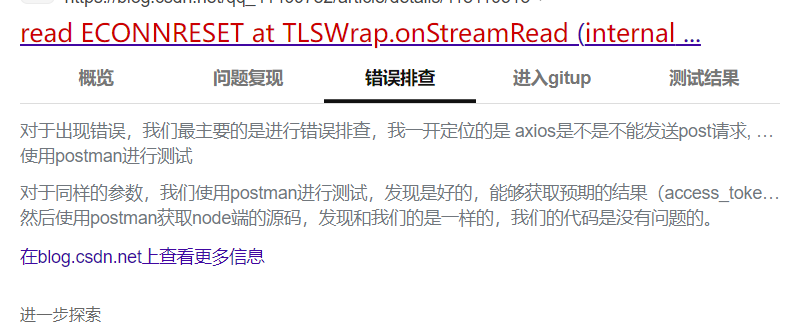 read ECONNRESET at TLSWrap.onStreamRead (internal ...
概览 问题复现 错误排查 进入gitup 测试结果
对于出现错误，我们最主要的是进行错误排查，我一开定位的是 axios是不是不能发送post请求, ...
使用postman进行测试
对于同样的参数，我们使用postman进行测试，发现是好的，能够获取预期的结果（access_toke...
然后使用postman获取node端的源码，发现和我们的是一样的，我们的代码是没有问题的。
在blog.csdn.net上查看更多信息
进一步探索